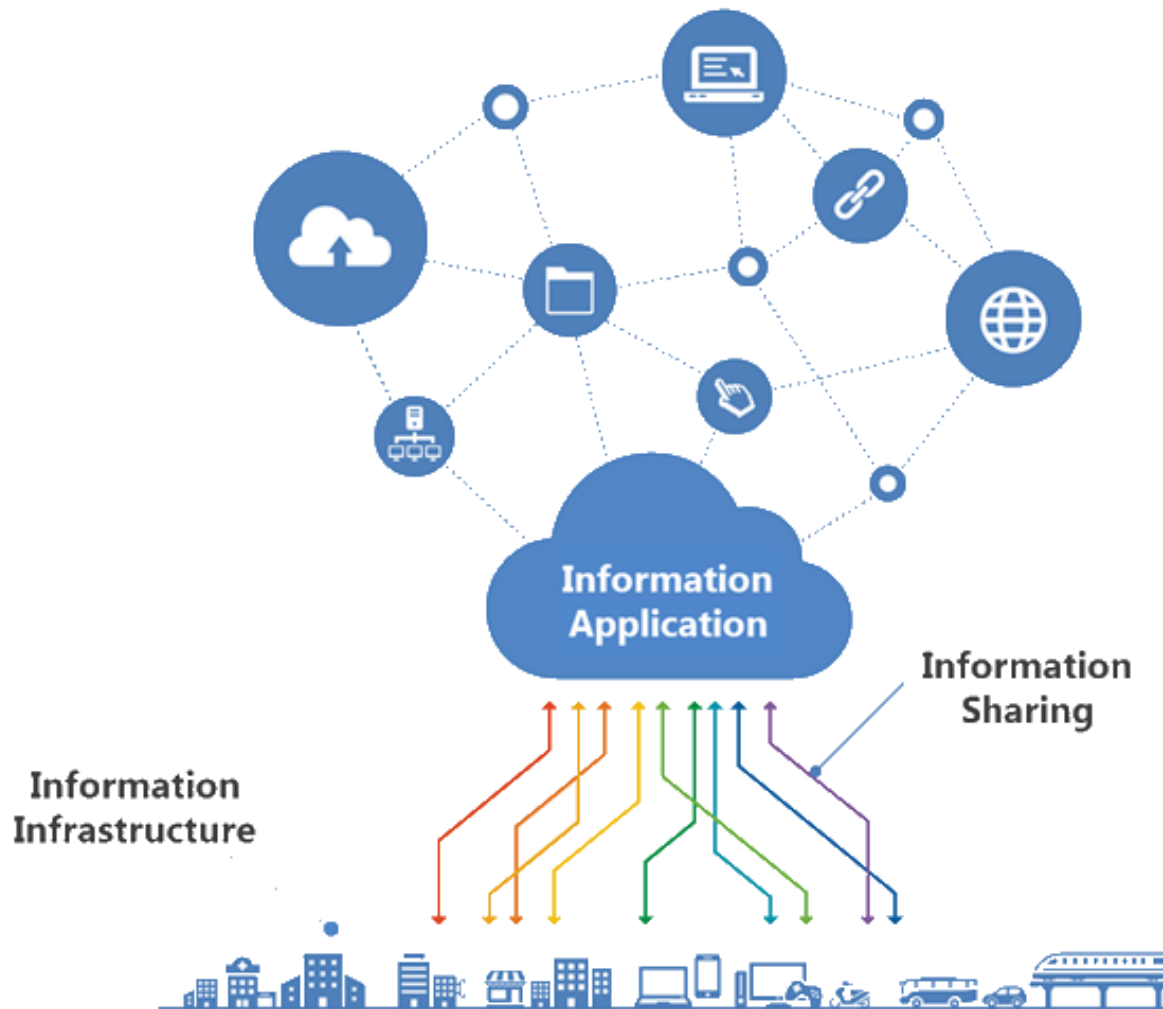 Information
Application
Information
Sharing
Information
Infrastructure